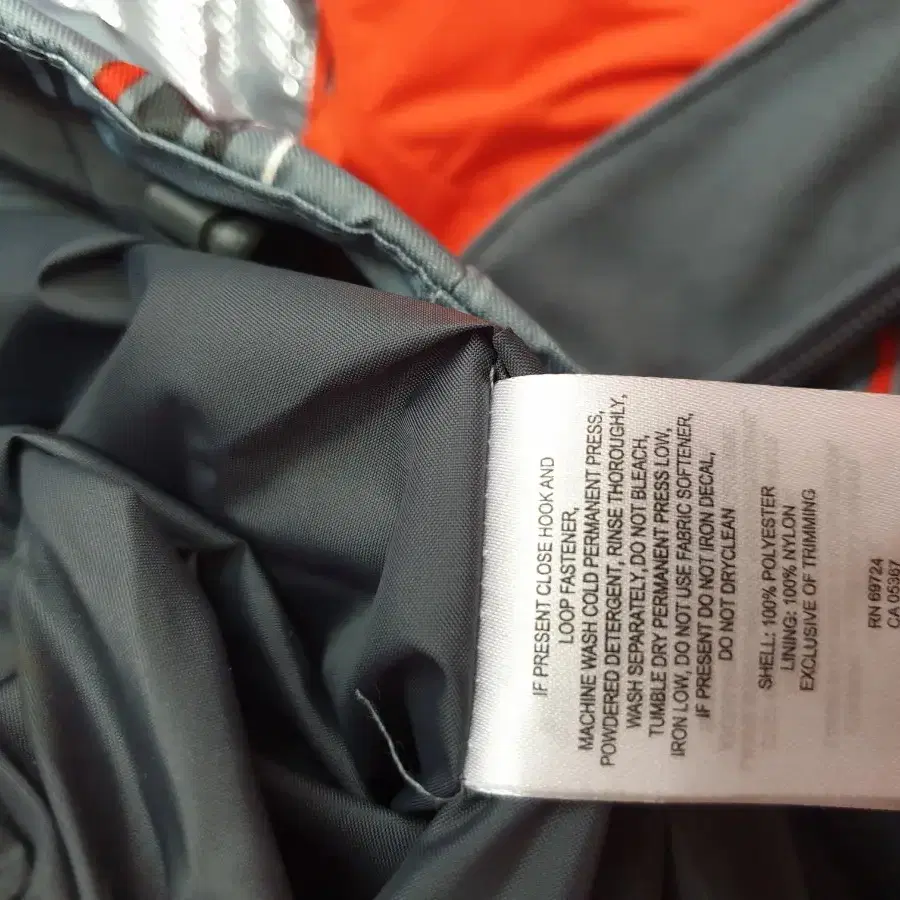 IF PRESENT CLOSE HOOK AND
LOOP FASTENER,
MACHINE WASH COLD PERMANENT PRESS,
POWDERED DETERGENT, RINSE THOROUGHLY,
WASH SEPARATELY, DO NOT BLEACH,
TUMBLE DRY PERMANENT PRESS LOW,
IRON LOW, DO NOT USE FABRIC SOFTENER,
IF PRESENT DO NOT IRON DECAL,
DO NOT DRYCLEAN
SHELL: 100% POLYESTER
LINING: 100% NYLON
EXCLUSIVE OF TRIMMING
RN 69724
CA 05367